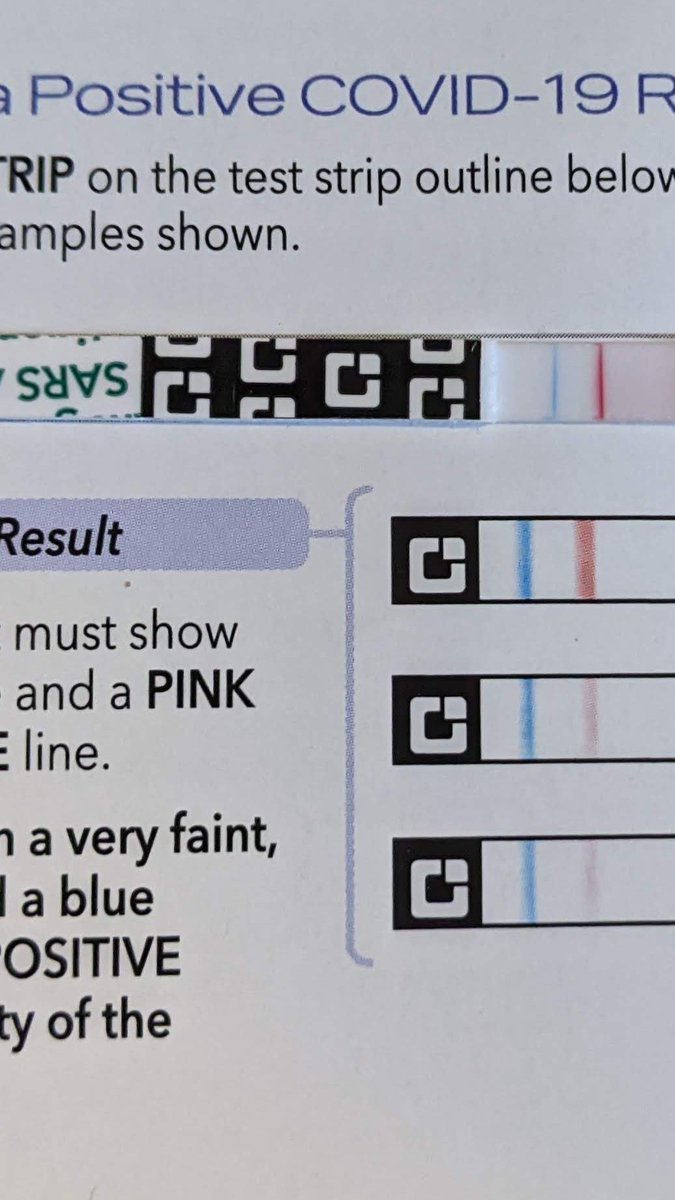 a Positive COVID-19 R
TRIP on the test strip outline below
amples shown.
SARS A
Result
must show
and a PINK
E line.
n a very faint,
a blue
POSITIVE
ty of the